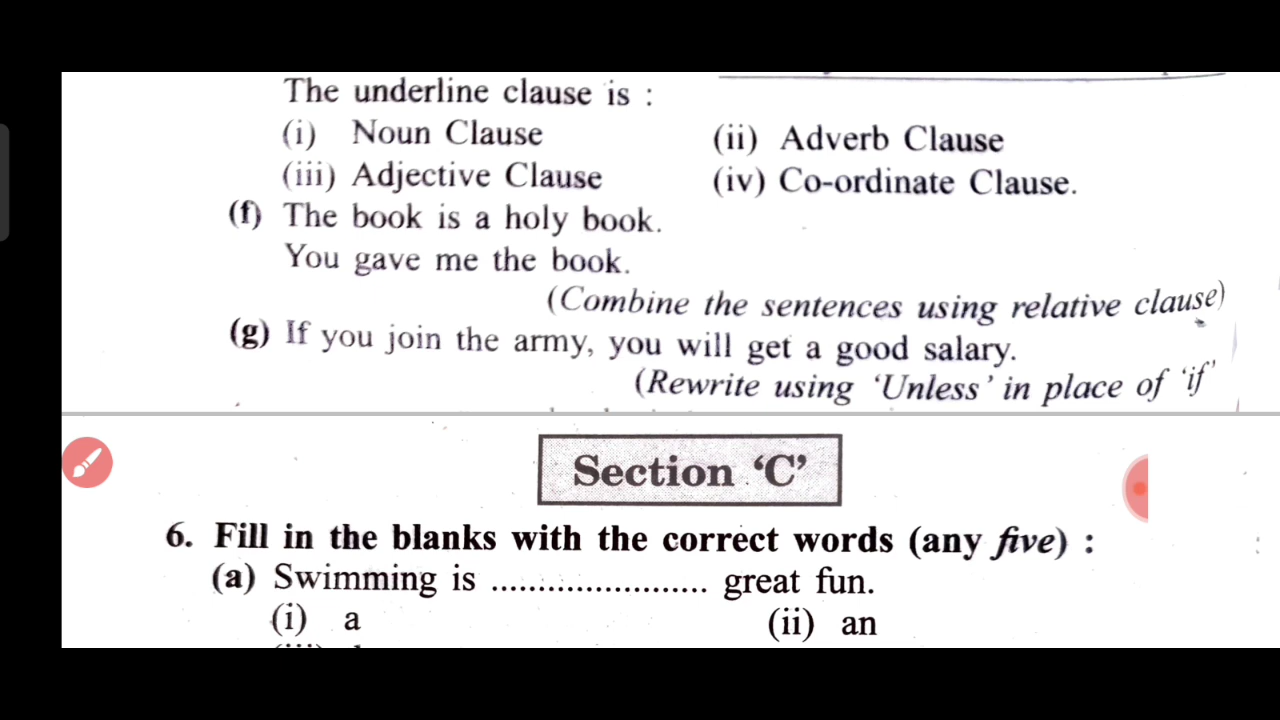 The underline clause is :
(i) Noun Clause (ii) Adverb Clause
(iii) Adjective Clause (iv) Co-ordinate Clause.
(f) The book is a holy book.
You gave me the book.
(Combine the sentences using relative clause)
(g) If you join the army, you will get a good salary.
(Rewrite using ‘Unless’ in place of ‘if’
Section ‘C’
6. Fill in the blanks with the correct words (any five) :
(a) Swimming is ....................... great fun.
(i) a (ii) an